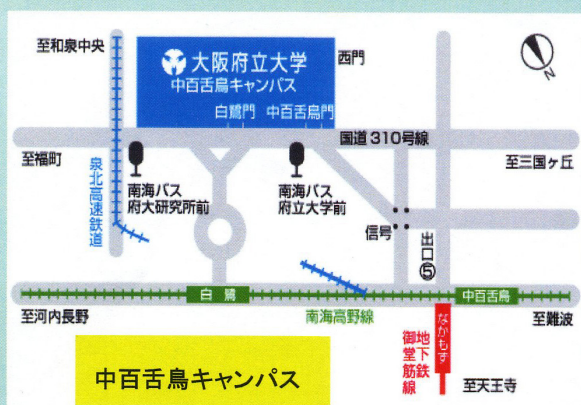 至和泉中央
大阪府立大学
中百舌鳥キャンパス
西門
白鷺門
中百舌鳥門
N
国道310号線
至福町
至三国ヶ丘
泉北高速鉄道
南海バス
府大研究所前
南海バス
府立大学前
信号
出口⑤
白鷺
中百舌鳥
至河内長野
南海高野線
至難波
なかもず
地下鉄
御堂筋線
至天王寺
中百舌鳥キャンパス